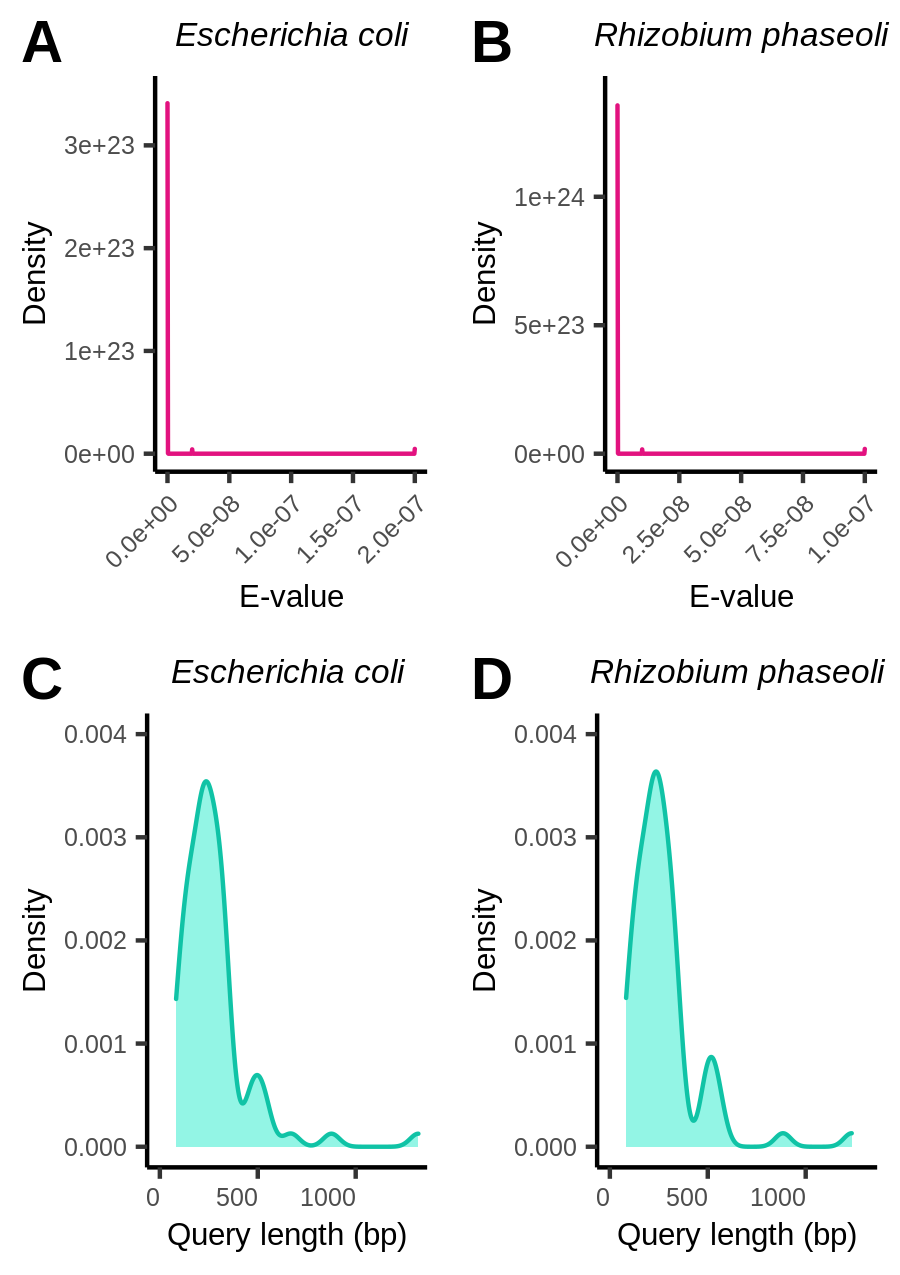 A Escherichia coli
B Rhizobium phaseoli
Density
3e+23
2e+23
1e+23
0e+00
0.0e+00 5.0e-08 1.0e-07 1.5e-07 2.0e-07
E-value
Density
1e+24
5e+23
0e+00
0.0e+00 2.5e-08 5.0e-08 7.5e-08 1.0e-07
E-value
C Escherichia coli
D Rhizobium phaseoli
Density
0.004
0.003
0.002
0.001
0.000
0 500 1000
Query length (bp)
Density
0.004
0.003
0.002
0.001
0.000
0 500 1000
Query length (bp)